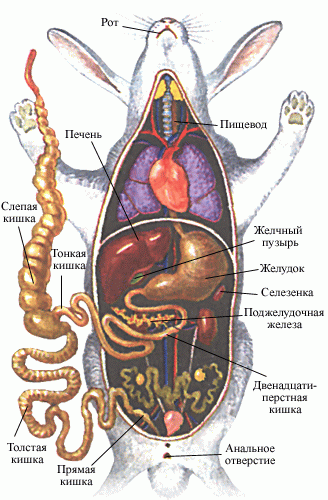 Рот
Пищевод
Печень
Слепая
кишка
Тонкая
кишка
Желчный
пузырь
Желудок
Селезенка
Поджелудочная
железа
Двенадцати-
перстная
кишка
Толстая
кишка
Прямая
кишка
Анальное
отверстие